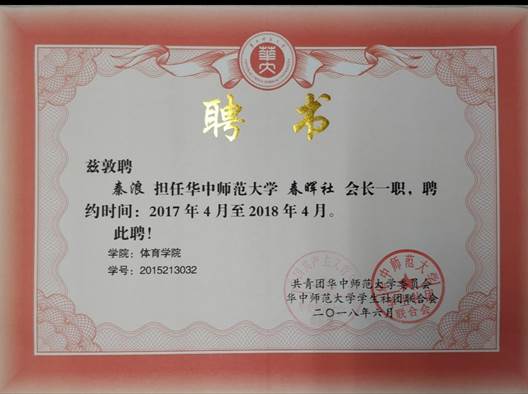 聘 书
兹敦聘
秦浪 担任华中师范大学 春晖社 会长一职，聘
约时间：2017年4月至2018年4月。
此聘！
学院：体育学院
学号：2015213032
共青团华中师范大学委员会
华中师范大学学生社团联合会
二〇一八年六月